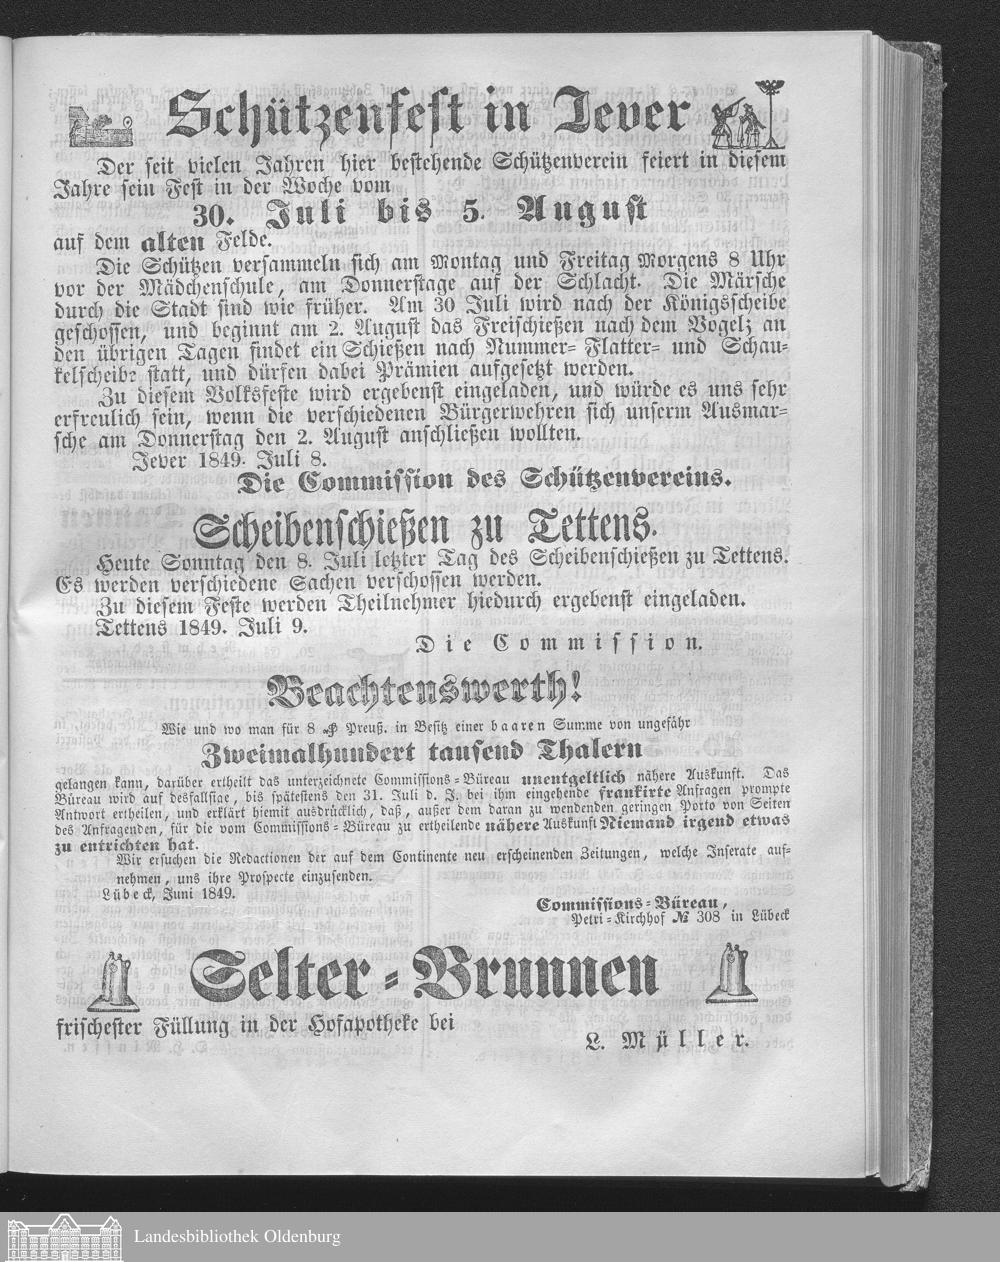 Schützenfest in Jever
Der seit vielen Jahren hier bestehende Schützenverein feiert in diesem
Jahre sein Fest in der Woche vom
30. Juli bis 5. August
auf dem alten Felde.
Die Schützen versammeln sich am Montag und Freitag Morgens 8 Uhr
vor der Mädchenschule, am Donnerstage auf der Schlacht. Die Märsche
durch die Stadt sind wie früher. Am 30 Juli wird nach der Königsscheibe
geschossen, und beginnt am 2. August das Freischießen nach dem Vogel; an
den übrigen Tagen findet ein Schießen nach Nummer= Flatter= und Schau=
kelscheibe statt, und dürfen dabei Prämien aufgesetzt werden.
Zu diesem Volksfeste wird ergebenst eingeladen, und würde es uns sehr
erfreulich sein, wenn die verschiedenen Bürgerwehren sich unserm Ausmar=
sche am Donnerstag den 2. August anschließen wollten.
Jever 1849. Juli 8.
Die Commission des Schützenvereins.
Scheibenschießen zu Tettens.
Heute Sonntag den 8. Juli letzter Tag des Scheibenschießen zu Tettens.
Es werden verschiedene Sachen verschossen werden.
Zu diesem Feste werden Theilnehmer hiedurch ergebenst eingeladen.
Tettens 1849. Juli 9.
Die Commission.
Beachtenswerth!
Wie und wo man für 8 ₰ Preuß. in Besitz einer baaren Summe von ungefähr
Zweimalhundert tausend Thalern
gelangen kann, darüber ertheilt das unterzeichnete Commissions=Büreau unentgeltlich nähere Auskunft. Das
Büreau wird auf desfallsige, bis spätestens den 31. Juli d. J. bei ihm eingehende frankirte Anfragen prompte
Antwort ertheilen, und erklärt hiemit ausdrücklich, daß, außer dem daran zu wendenden geringen Porto von Seiten
des Anfragenden, für die vom Commissions=Büreau zu ertheilende nähere Auskunft Niemand irgend etwas
zu entrichten hat.
Wir ersuchen die Redactionen der auf dem Continente neu erscheinenden Zeitungen, welche Inserate auf=
nehmen, uns ihre Prospecte einzusenden.
Lübeck, Juni 1849.
Commissions=Büreau,
Petri=Kirchhof № 308 in Lübeck
Selter=Brunnen
frischester Füllung in der Hofapotheke bei
L. Müller.
Landesbibliothek Oldenburg